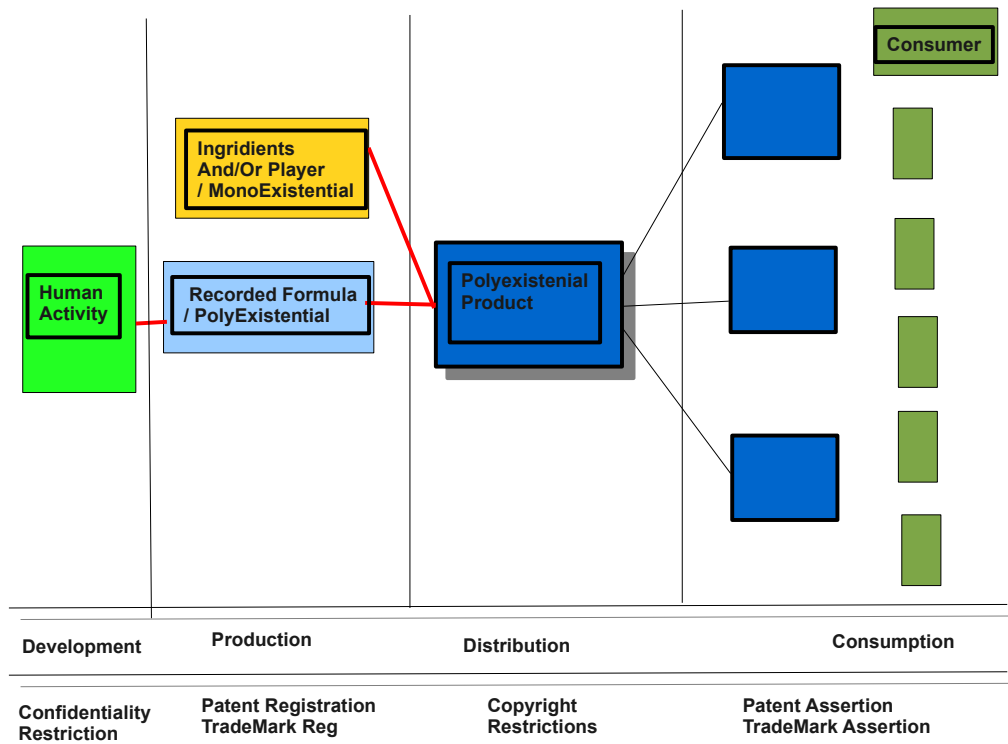 Consumer
Ingridients
And/Or Player
/ MonoExistential
Human
Activity
Recorded Formula
/ PolyExistential
Polyexistenial
Product
Development
Production
Distribution
Consumption
Confidentiality
Restriction
Patent Registration
TradeMark Reg
Copyright
Restrictions
Patent Assertion
TradeMark Assertion